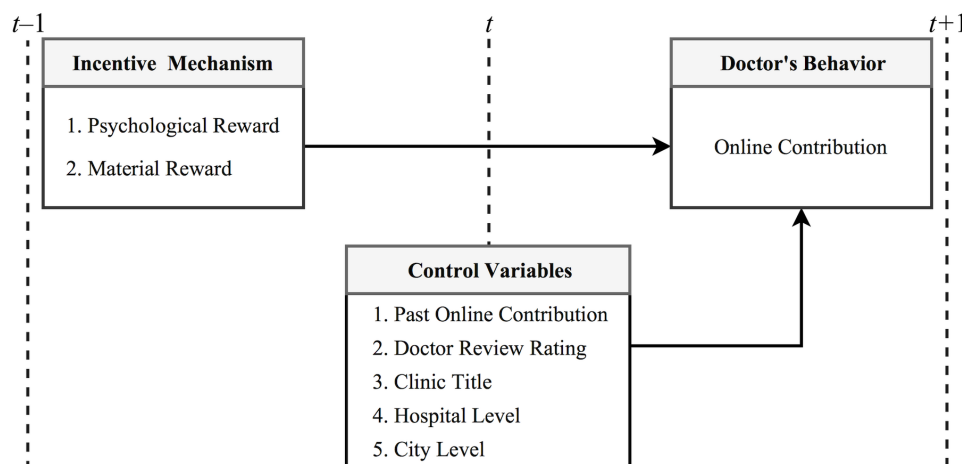 t–1
t
t+1
Incentive Mechanism
1. Psychological Reward
2. Material Reward
Doctor's Behavior
Online Contribution
Control Variables
1. Past Online Contribution
2. Doctor Review Rating
3. Clinic Title
4. Hospital Level
5. City Level